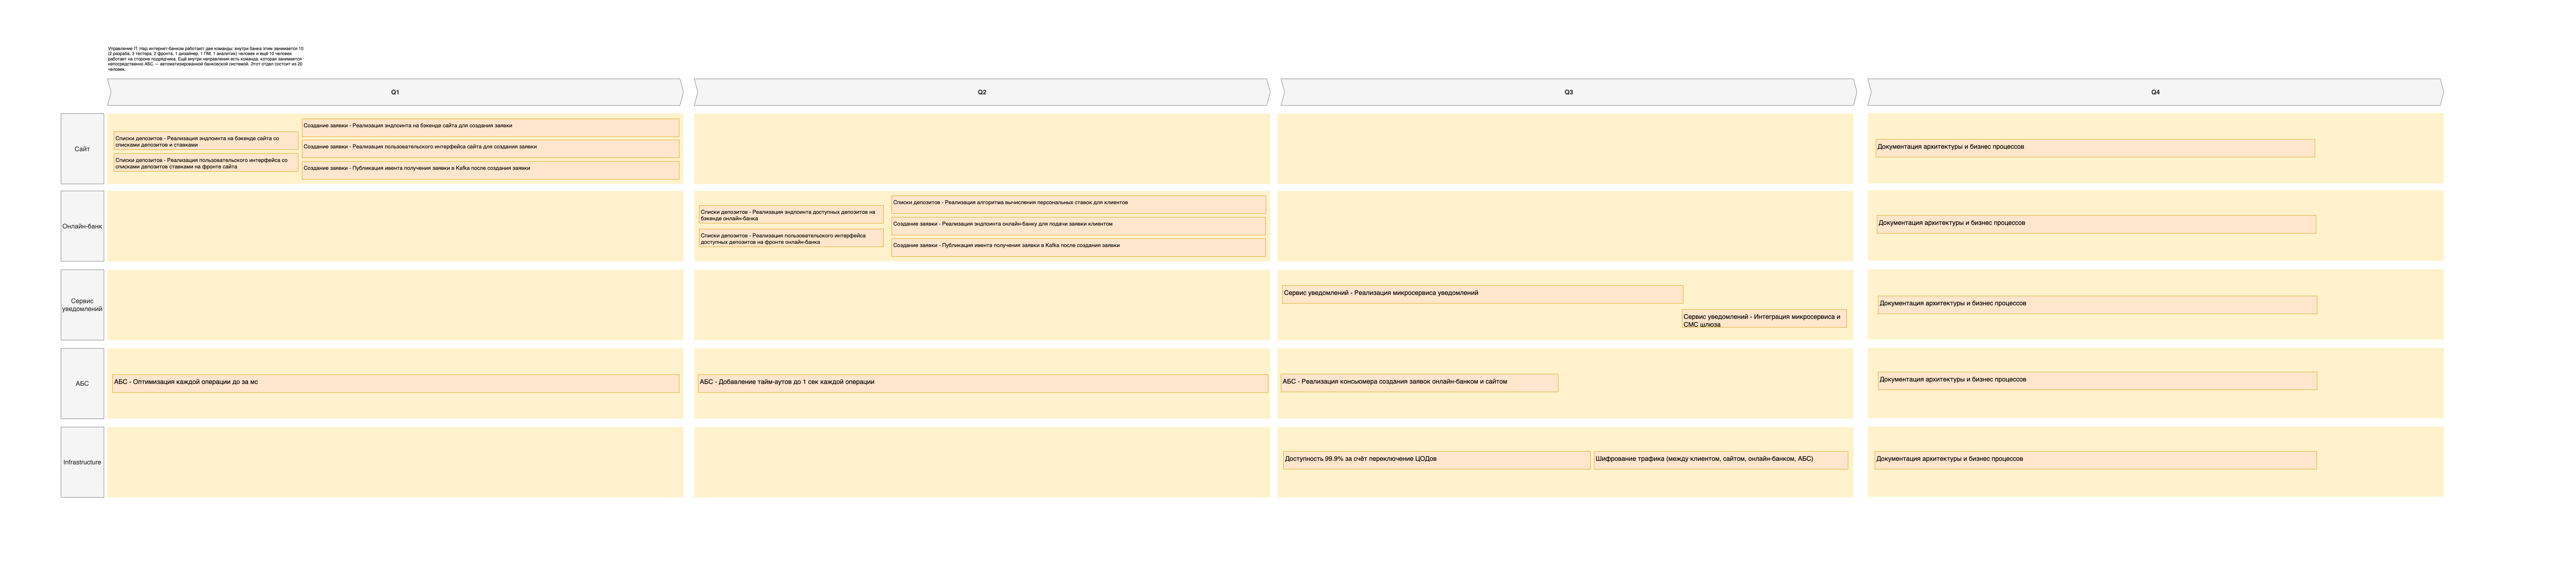 Управление IT. Над интернет-банком работают две команды: внутри банка этим занимается 10
(2 разраба, 3 тестера, 2 фронта, 1 дизайнер, 1 ПМ, 1 аналитик) человек и ещё 10 человек
работает на стороне подрядчика. Ещё внутри направления есть команда, которая занимается
непосредственно АБС — автоматизированной банковской системой. Этот отдел состоит из 20
человек.
Q1
Q2
Q3
Q4
Сайт
Списки депозитов - Реализация эндпоинта на бэкенде сайта со
списками депозитов и ставками
Списки депозитов - Реализация пользовательского интерфейса со
списками депозитов ставками на фронте сайта
Создание заявки - Реализация эндпоинта на бэкенде сайта для создания заявки
Создание заявки - Реализация пользовательского интерфейса сайта для создания заявки
Создание заявки - Публикация ивента получения заявки в Kafka после создания заявки
Документация архитектуры и бизнес процессов
Онлайн-банк
Списки депозитов - Реализация эндпоинта доступных депозитов на
бэкенде онлайн-банка
Списки депозитов - Реализация пользовательского интерфейса
доступных депозитов на фронте онлайн-банка
Списки депозитов - Реализация алгоритма вычисления персональных ставок для клиентов
Создание заявки - Реализация эндпоинта онлайн-банку для подачи заявки клиентом
Создание заявки - Публикация ивента получения заявки в Kafka после создания заявки
Документация архитектуры и бизнес процессов
Сервис
уведомлений
Сервис уведомлений - Реализация микросервиса уведомлений
Сервис уведомлений - Интеграция микросервиса и
СМС шлюза
Документация архитектуры и бизнес процессов
АБС
АБС - Оптимизация каждой операции до за мс
АБС - Добавление тайм-аутов до 1 сек каждой операции
АБС - Реализация консьюмера создания заявок онлайн-банком и сайтом
Документация архитектуры и бизнес процессов
Infrastructure
Доступность 99.9% за счёт переключение ЦОДов
Шифрование трафика (между клиентом, сайтом, онлайн-банком, АБС)
Документация архитектуры и бизнес процессов